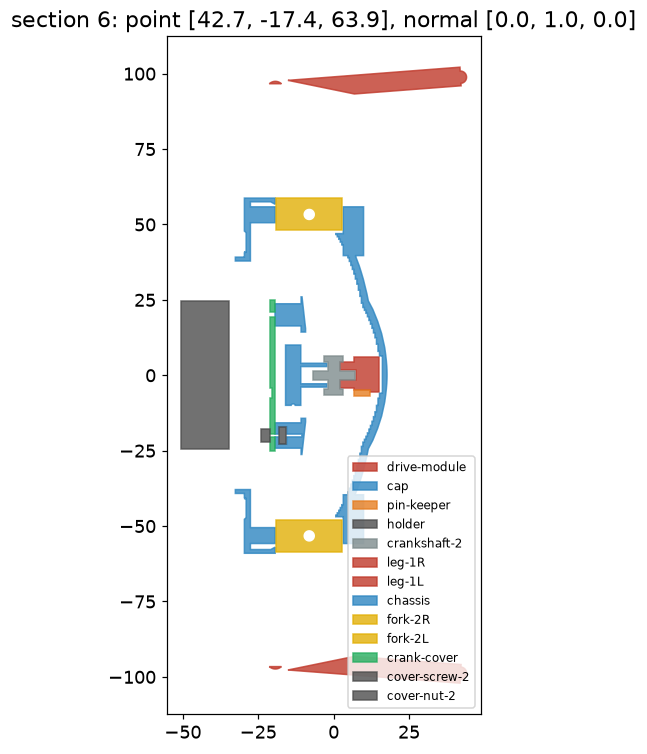 section 6: point [42.7, -17.4, 63.9], normal [0.0, 1.0, 0.0]
100
75
50
25
0
−25
−50
−75
−100
−50
−25
0
25
drive-module
cap
pin-keeper
holder
crankshaft-2
leg-1R
leg-1L
chassis
fork-2R
fork-2L
crank-cover
cover-screw-2
cover-nut-2